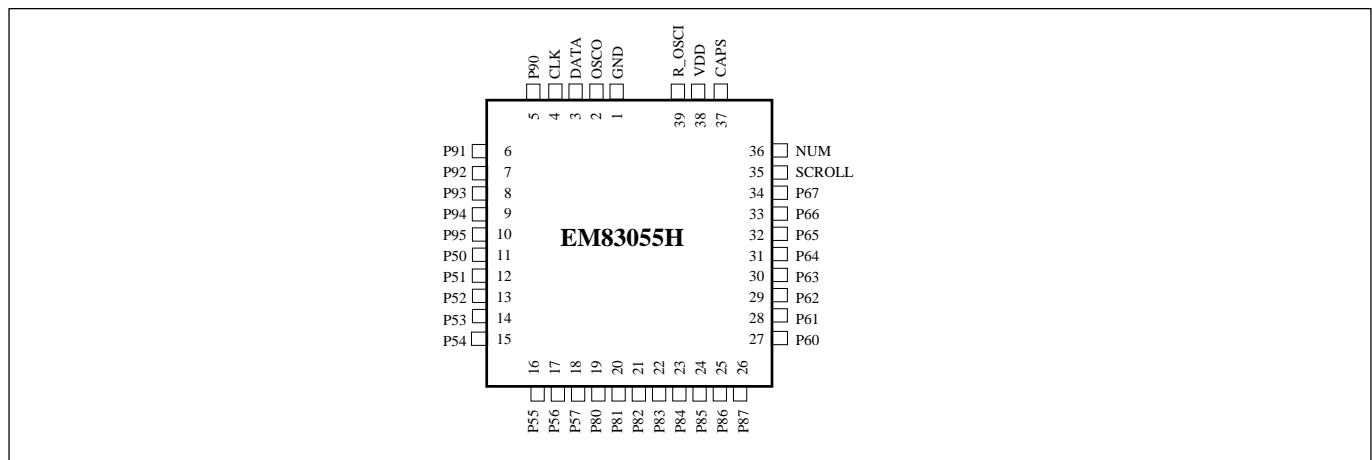 P90 CLK DATA OSCO GND R_OSCI VDD CAPS
5 4 3 2 1 39 38 37
P91 6 36 NUM
P92 7 35 SCROLL
P93 8 34 P67
P94 9 33 P66
P95 10 32 P65
EM83055H
P50 11 31 P64
P51 12 30 P63
P52 13 29 P62
P53 14 28 P61
P54 15 27 P60
16 17 18 19 20 21 22 23 24 25 26
P55 P56 P57 P80 P81 P82 P83 P84 P85 P86 P87